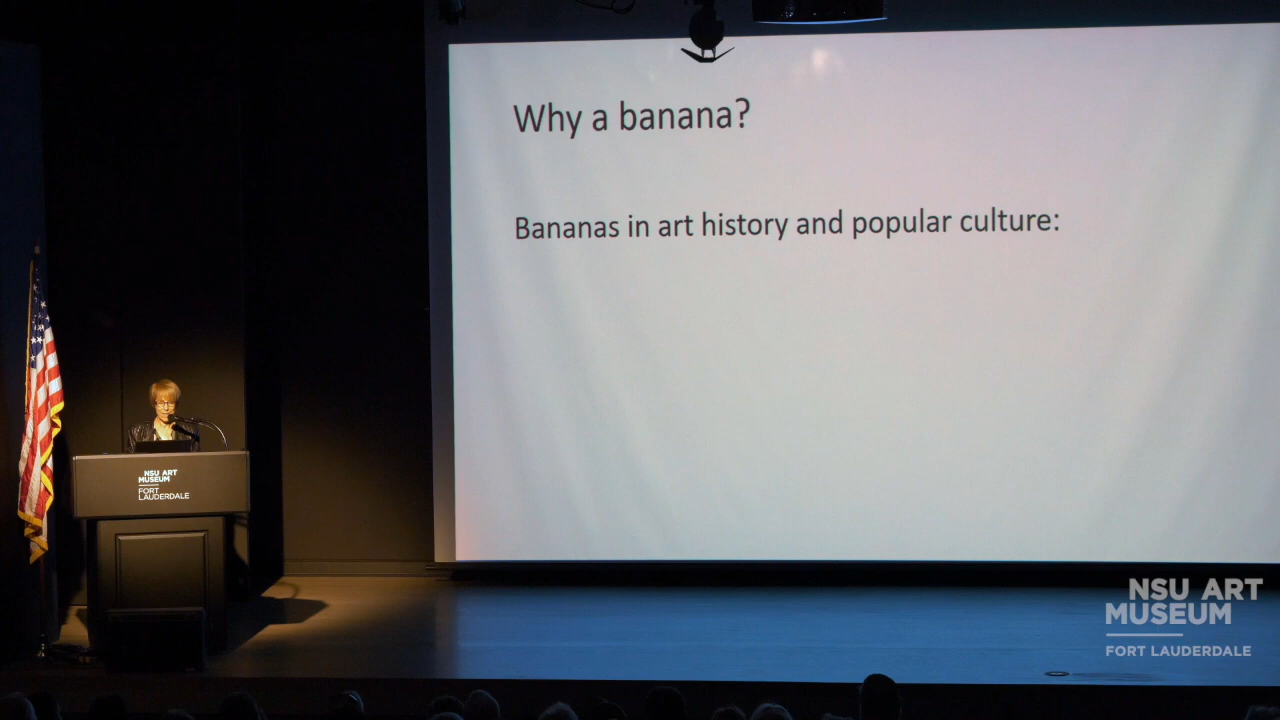 Why a banana?
Bananas in art history and popular culture:
NSU ART
MUSEUM
FORT
LAUDERDALE
NSU ART
MUSEUM
FORT LAUDERDALE